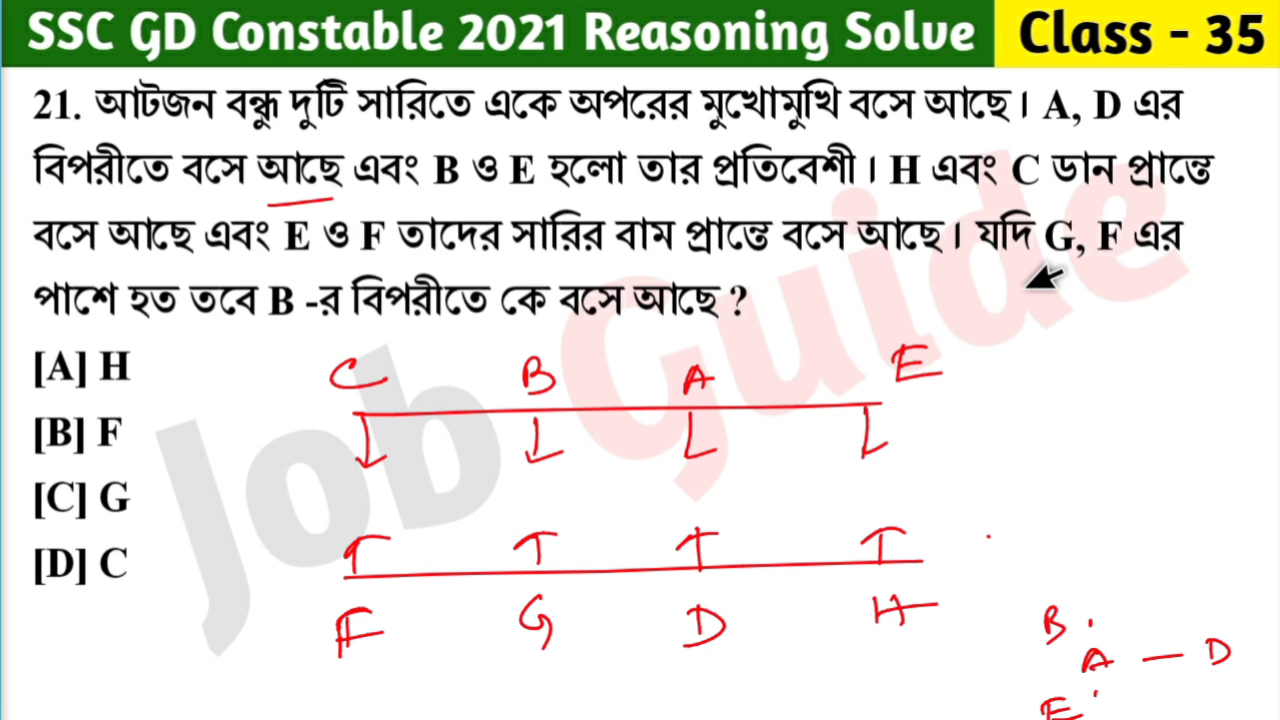 SSC GD Constable 2021 Reasoning Solve Class - 35
21. আটজন বন্ধু দুটি সারিতে একে অপরের মুখোমুখি বসে আছে। A, D এর
বিপরীতে বসে আছে এবং B ও E হলো তার প্রতিবেশী। H এবং C ডান প্রান্তে
বসে আছে এবং E ও F তাদের সারির বাম প্রান্তে বসে আছে। যদি G, F এর
পাশে হত তবে B -র বিপরীতে কে বসে আছে ?
[A] H
[B] F
[C] G
[D] C
Job Guide
C B A E
F G D H
B
A — D
E